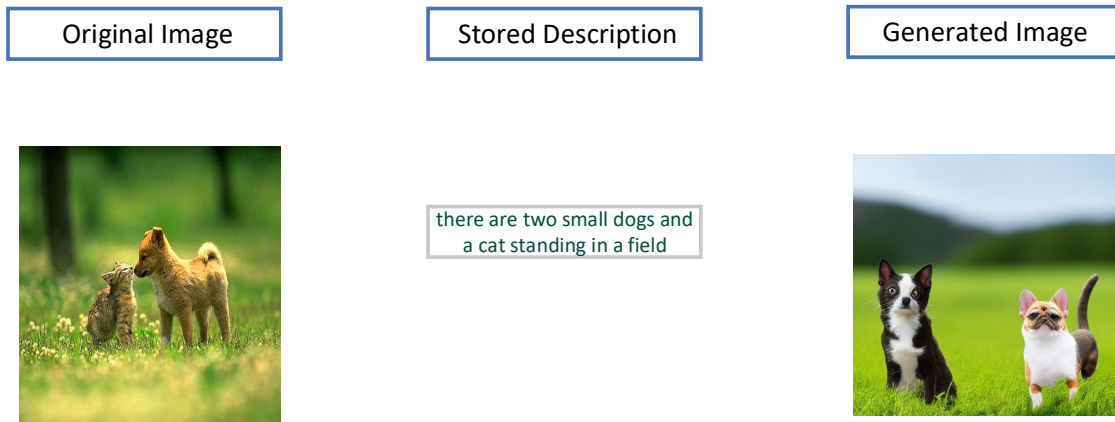 Original Image
Stored Description
Generated Image
there are two small dogs and
a cat standing in a field